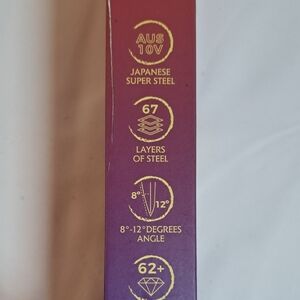 AUS
10V
JAPANESE
SUPER STEEL
67
LAYERS
OF STEEL
8° 12°
8°-12° DEGREES
ANGLE
62+